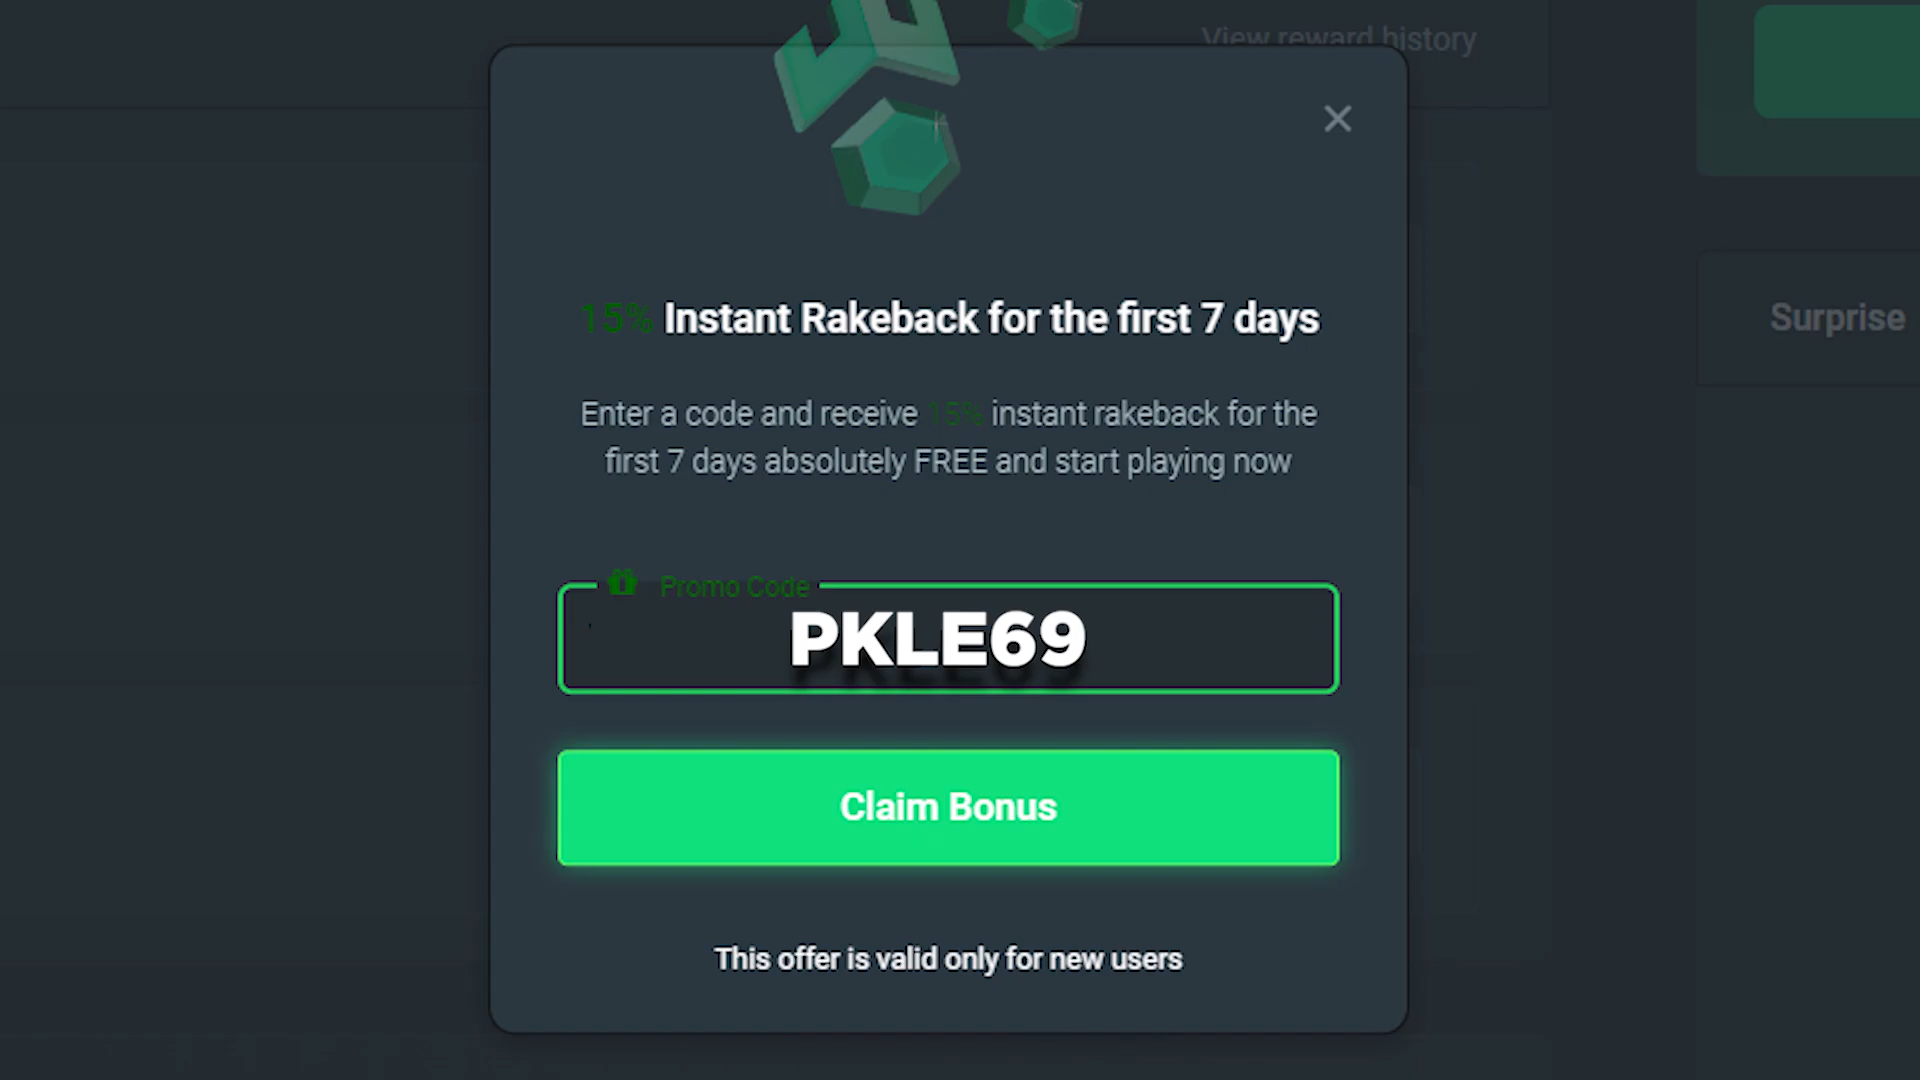 View reward history
15% Instant Rakeback for the first 7 days
Enter a code and receive 15% instant rakeback for the
first 7 days absolutely FREE and start playing now
Promo Code
PKLE69
Claim Bonus
This offer is valid only for new users
Surprise